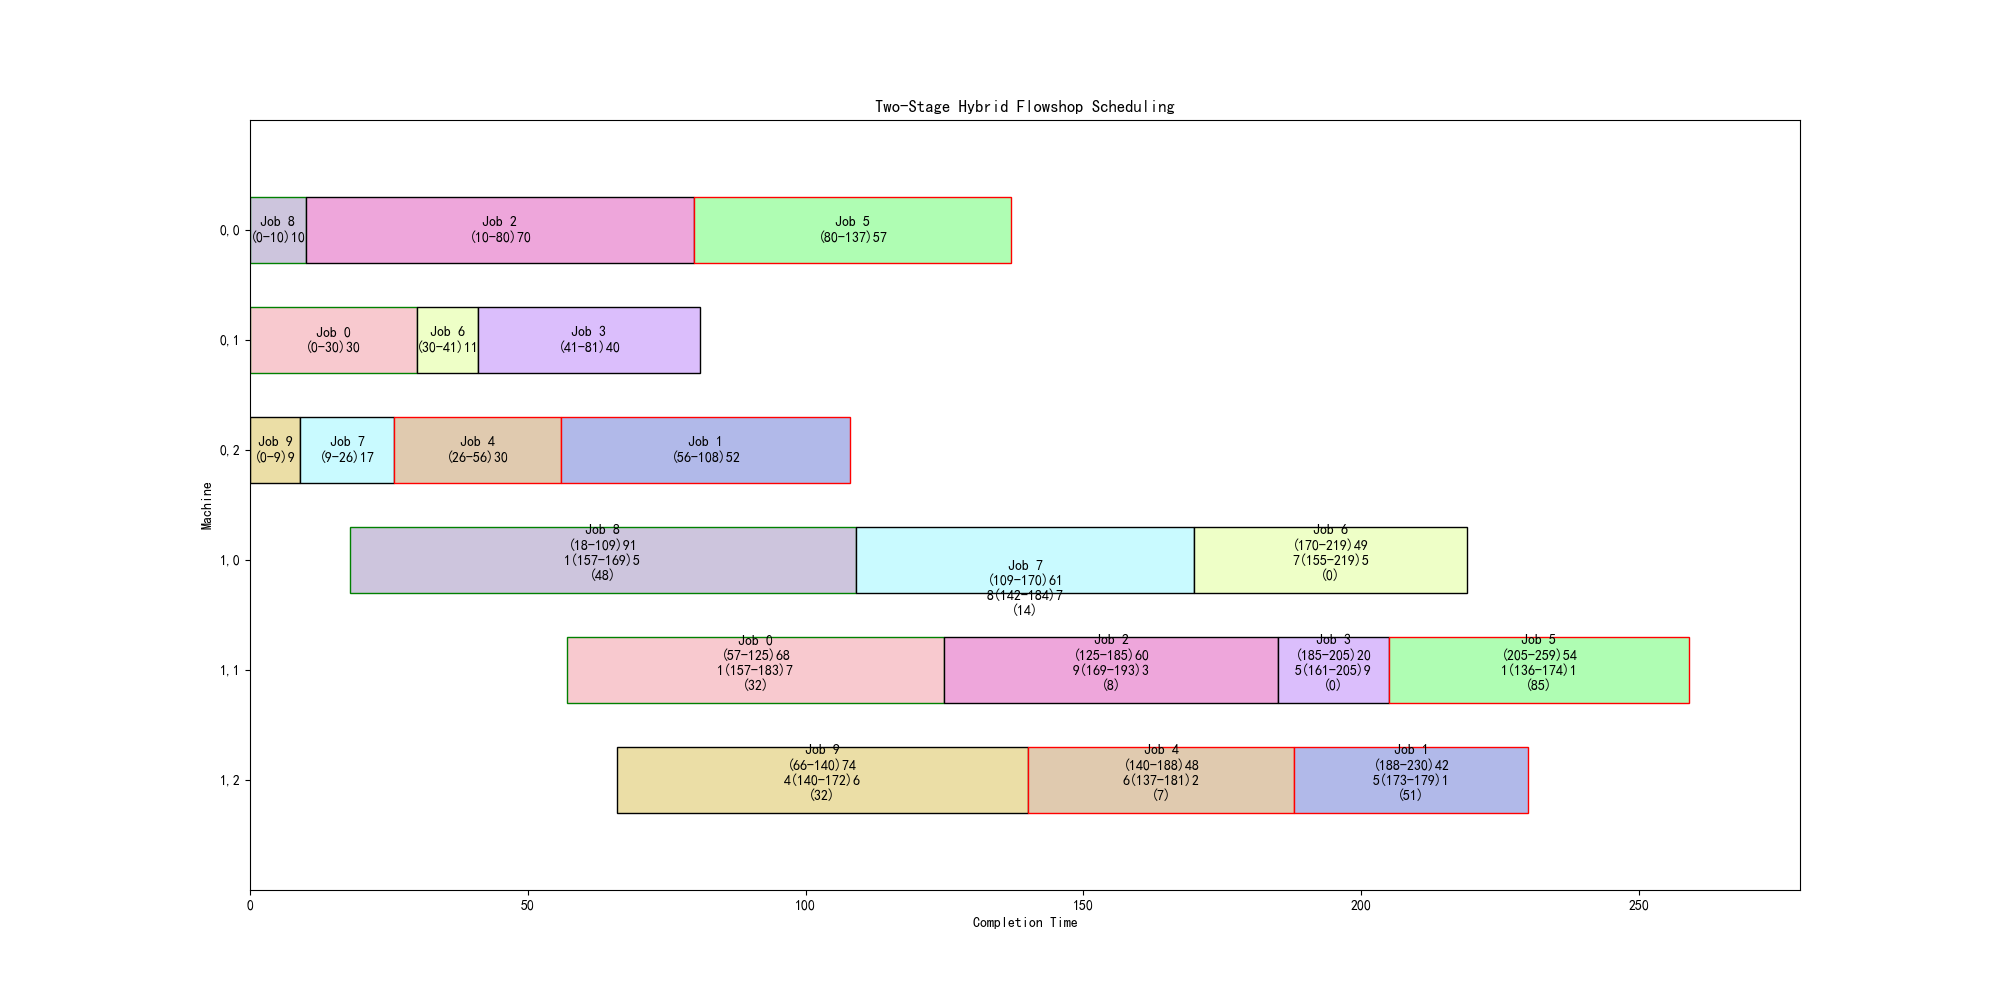 Two-Stage Hybrid Flowshop Scheduling
Machine
0,0
Job 8
(0-10)10
Job 2
(10-80)70
Job 5
(80-137)57
0,1
Job 0
(0-30)30
Job 6
(30-41)11
Job 3
(41-81)40
0,2
Job 9
(0-9)9
Job 7
(9-26)17
Job 4
(26-56)30
Job 1
(56-108)52
1,0
Job 8
(18-109)91
1(157-169)5
(48)
Job 7
(109-170)61
8(142-184)7
(14)
Job 6
(170-219)49
7(155-219)5
(0)
1,1
Job 0
(57-125)68
1(157-183)7
(32)
Job 2
(125-185)60
9(169-193)3
(8)
Job 3
(185-205)20
5(161-205)9
(0)
Job 5
(205-259)54
1(136-174)1
(85)
1,2
Job 9
(66-140)74
4(140-172)6
(32)
Job 4
(140-188)48
6(137-181)2
(7)
Job 1
(188-230)42
5(173-179)1
(51)
0
50
100
150
200
250
Completion Time